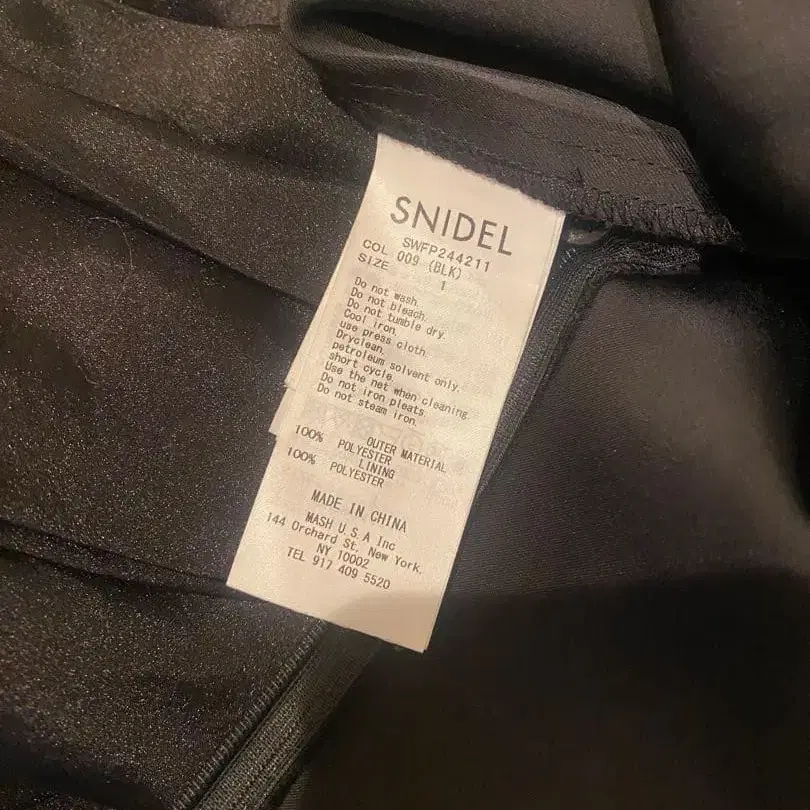 SNIDEL
SWFP244211
COL 009 (BLK)
SIZE 1
Do not wash.
Do not bleach.
Do not tumble dry.
Cool iron.
use press cloth.
Dryclean.
petroleum solvent only.
short cycle.
Use the net when cleaning.
Do not iron pleats.
Do not steam iron.
OUTER MATERIAL
100% POLYESTER
LINING
100% POLYESTER
MADE IN CHINA
MASH U.S.A Inc
144 Orchard St. New York.
NY 10002
TEL 917 409 5520